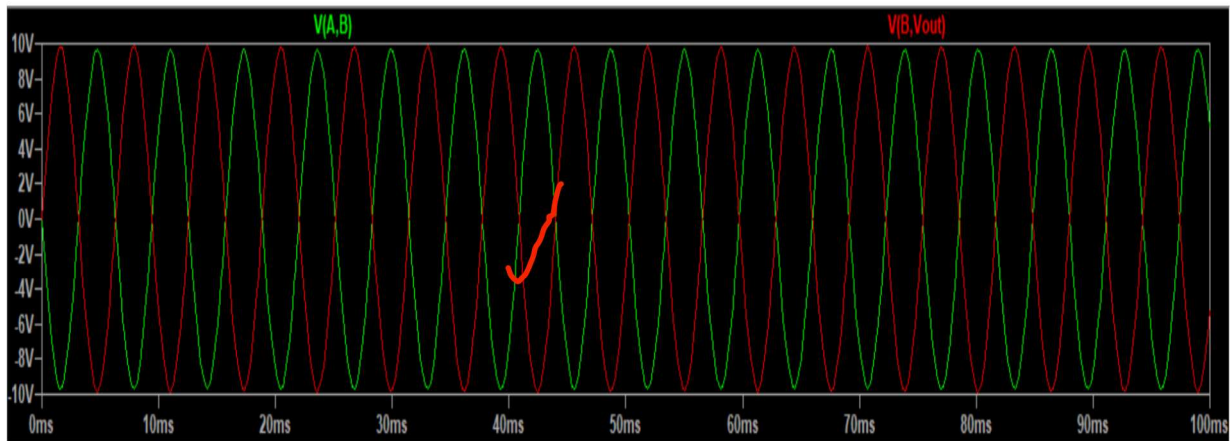 V(A,B) V(B,Vout)
10V
8V
6V
4V
2V
0V
-2V
-4V
-6V
-8V
-10V
0ms 10ms 20ms 30ms 40ms 50ms 60ms 70ms 80ms 90ms 100ms